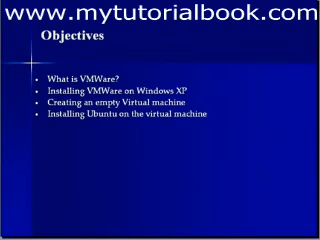 www.mytutorialbook.com
Objectives
• What is VMWare?
• Installing VMWare on Windows XP
• Creating an empty Virtual machine
• Installing Ubuntu on the virtual machine